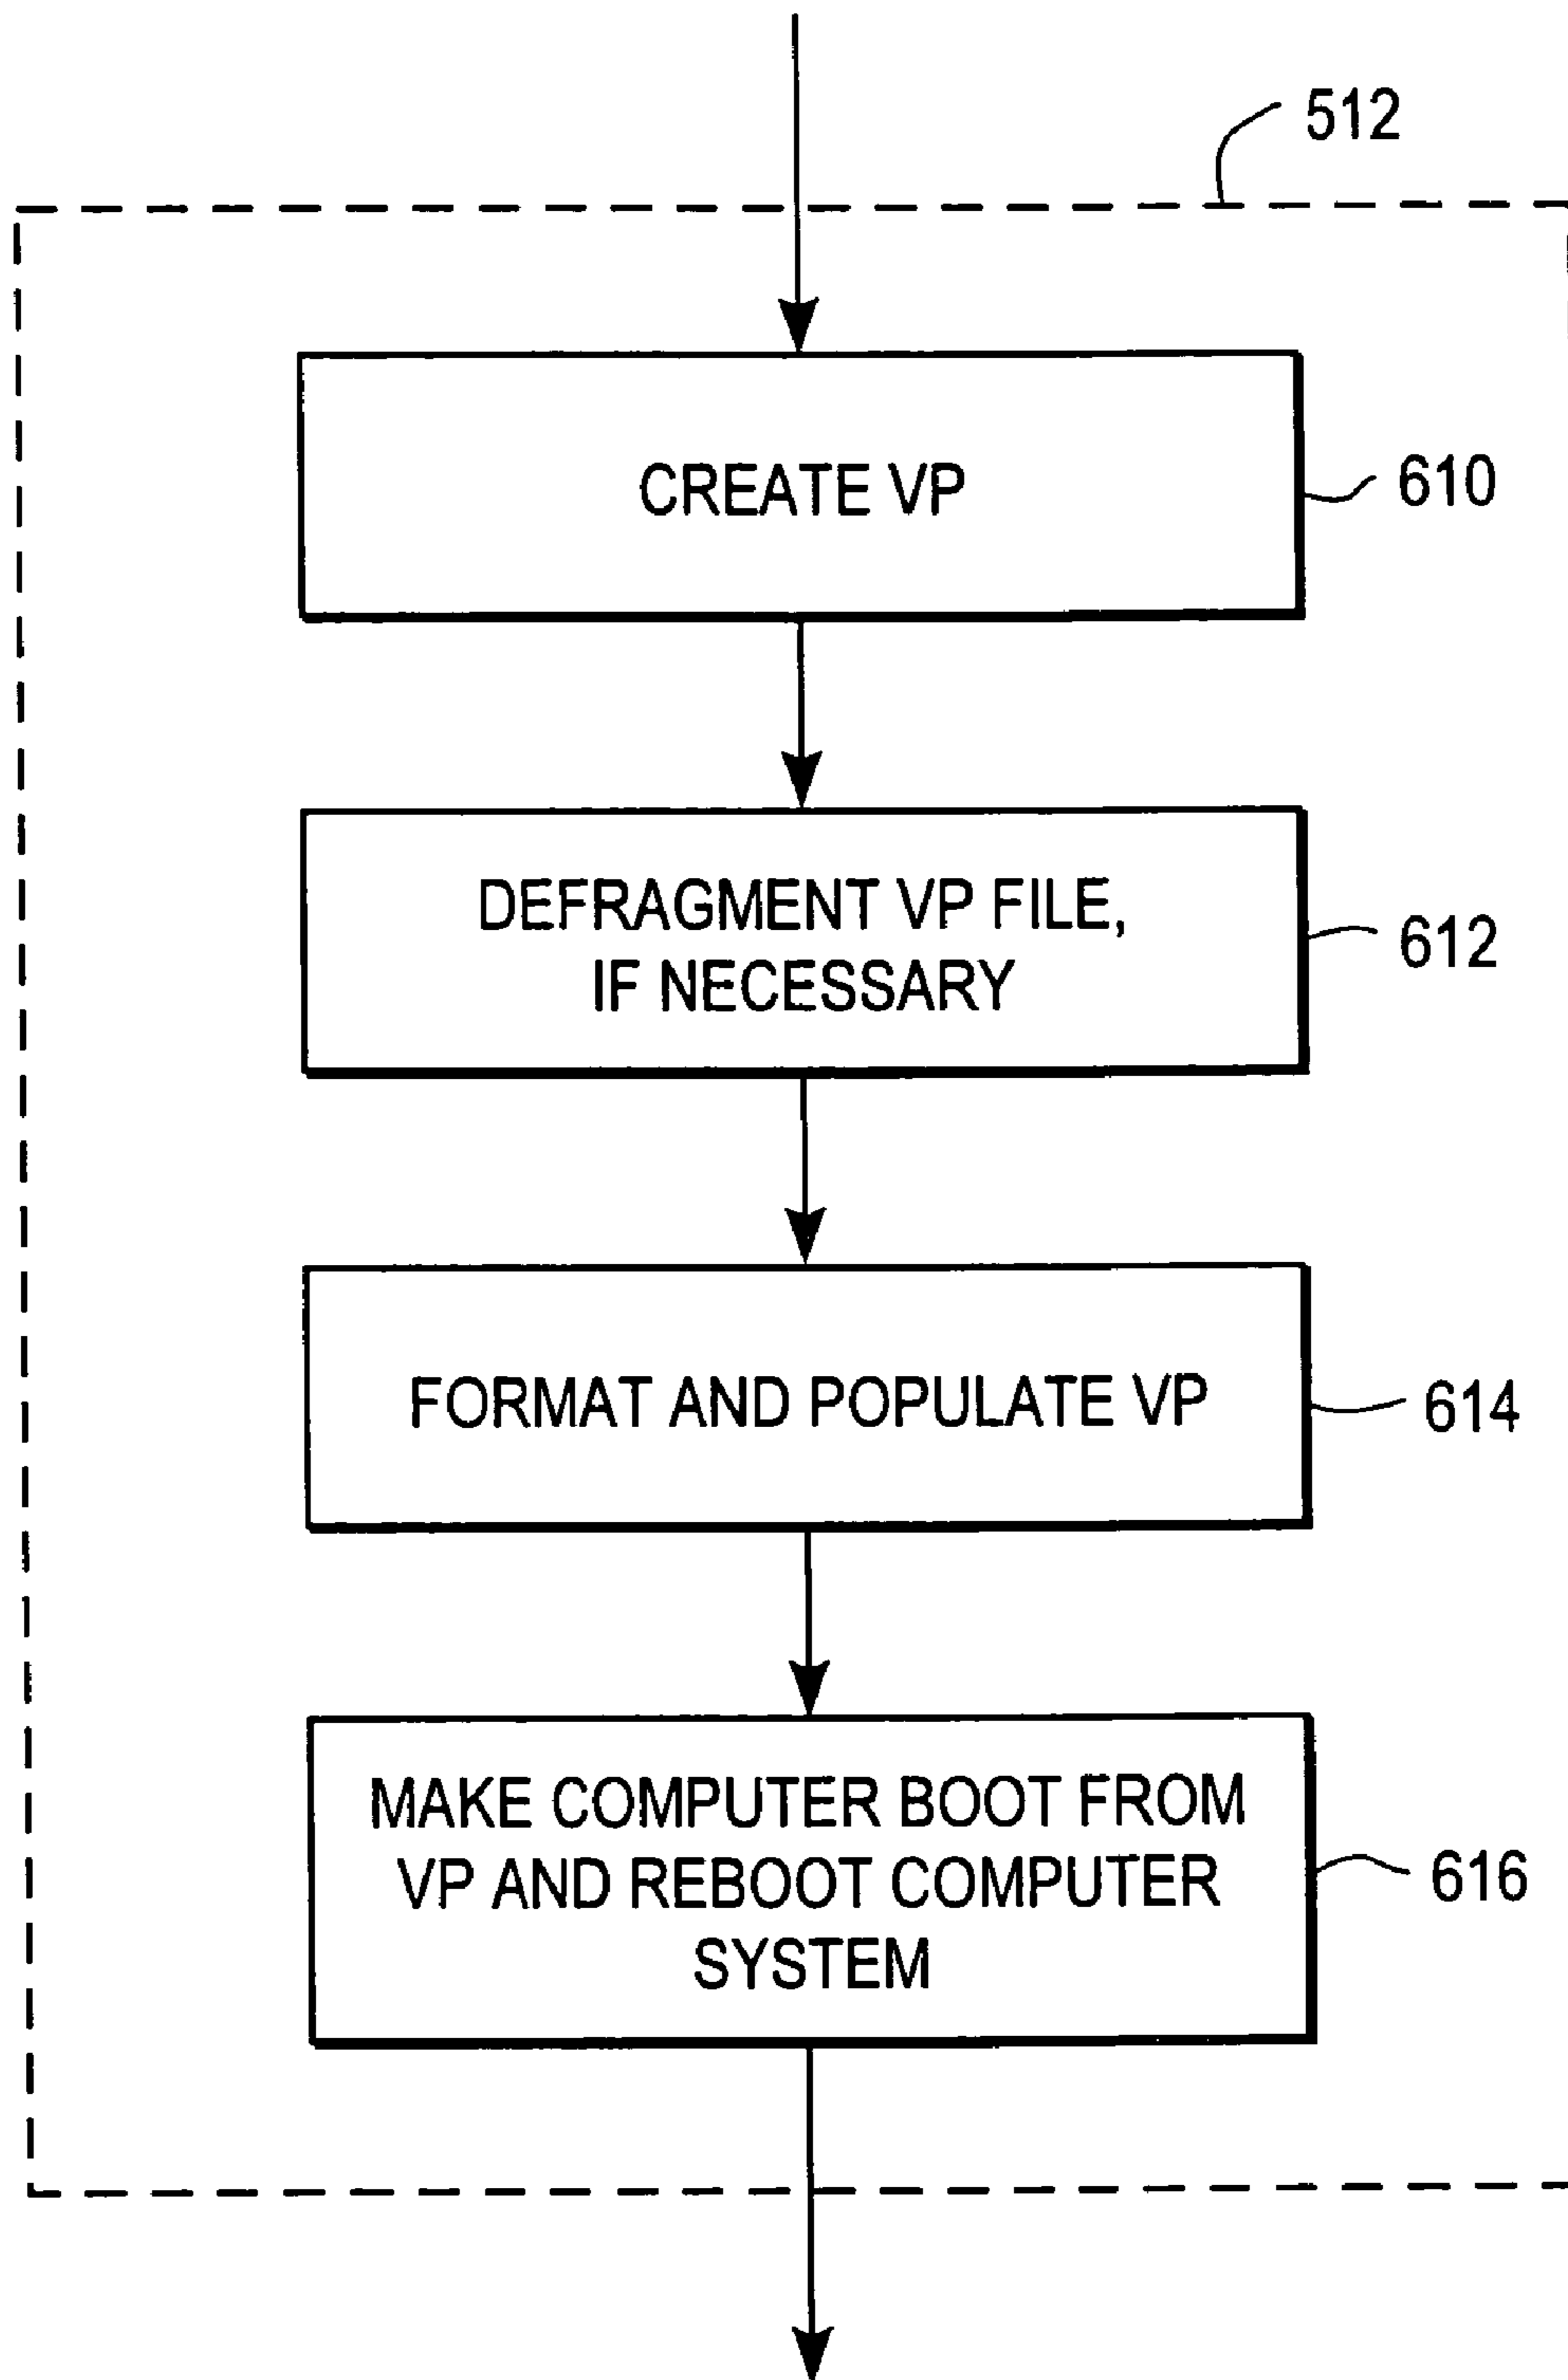 512
CREATE VP
610
DEFRAGMENT VP FILE,
IF NECESSARY
612
FORMAT AND POPULATE VP
614
MAKE COMPUTER BOOT FROM
VP AND REBOOT COMPUTER
SYSTEM
616